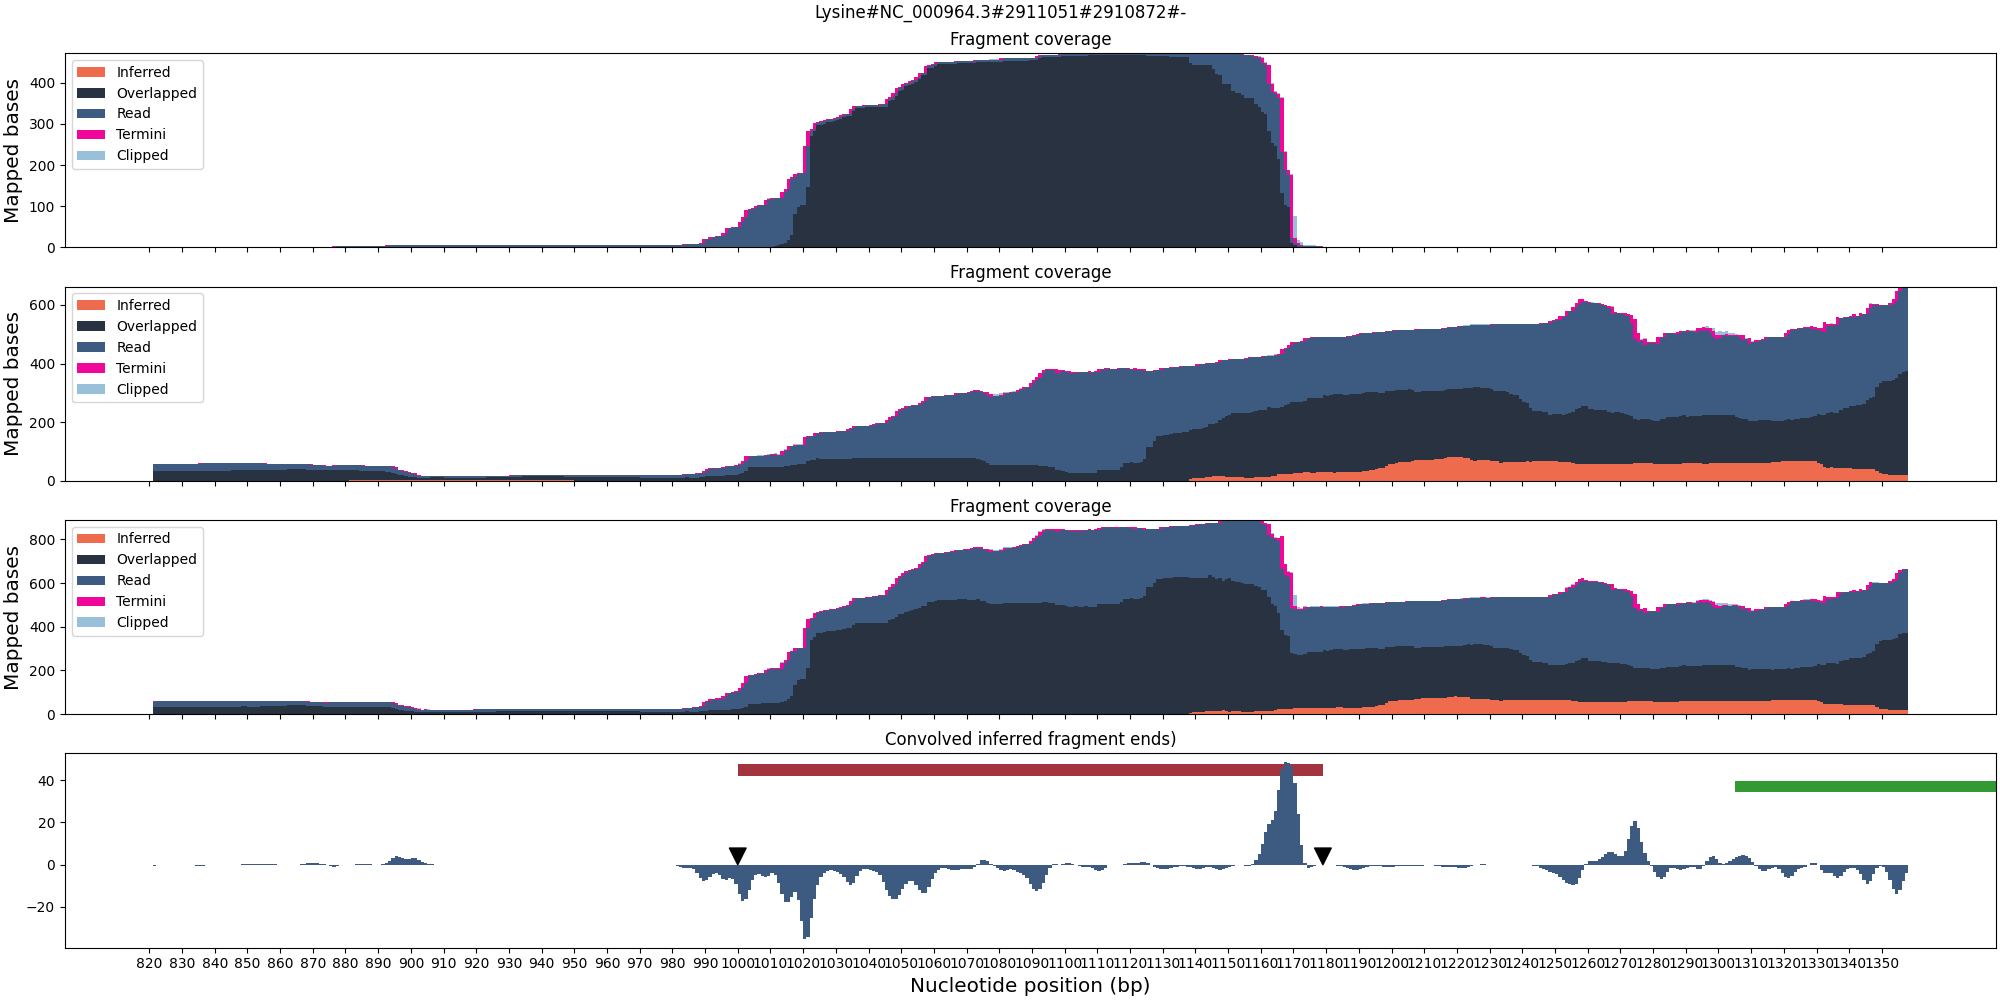 Lysine#NC_000964.3#2911051#2910872#-
Fragment coverage
Mapped bases
400
300
200
100
0
Inferred
Overlapped
Read
Termini
Clipped
Fragment coverage
Mapped bases
600
400
200
0
Inferred
Overlapped
Read
Termini
Clipped
Fragment coverage
Mapped bases
800
600
400
200
0
Inferred
Overlapped
Read
Termini
Clipped
Convolved inferred fragment ends)
40
20
0
−20
820 830 840 850 860 870 880 890 900 910 920 930 940 950 960 970 980 990 1000 1010 1020 1030 1040 1050 1060 1070 1080 1090 1100 1110 1120 1130 1140 1150 1160 1170 1180 1190 1200 1210 1220 1230 1240 1250 1260 1270 1280 1290 1300 1310 1320 1330 1340 1350
Nucleotide position (bp)